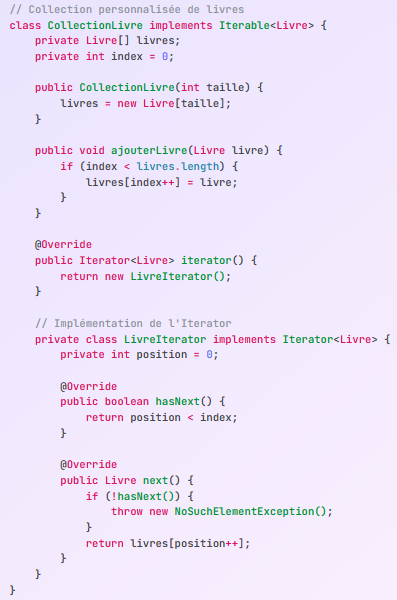 // Collection personnalisée de livres
class CollectionLivre implements Iterable<Livre> {
    private Livre[] livres;
    private int index = 0;

    public CollectionLivre(int taille) {
        livres = new Livre[taille];
    }

    public void ajouterLivre(Livre livre) {
        if (index < livres.length) {
            livres[index++] = livre;
        }
    }

    @Override
    public Iterator<Livre> iterator() {
        return new LivreIterator();
    }

    // Implémentation de l'Iterator
    private class LivreIterator implements Iterator<Livre> {
        private int position = 0;

        @Override
        public boolean hasNext() {
            return position < index;
        }

        @Override
        public Livre next() {
            if (!hasNext()) {
                throw new NoSuchElementException();
            }
            return livres[position++];
        }
    }
}